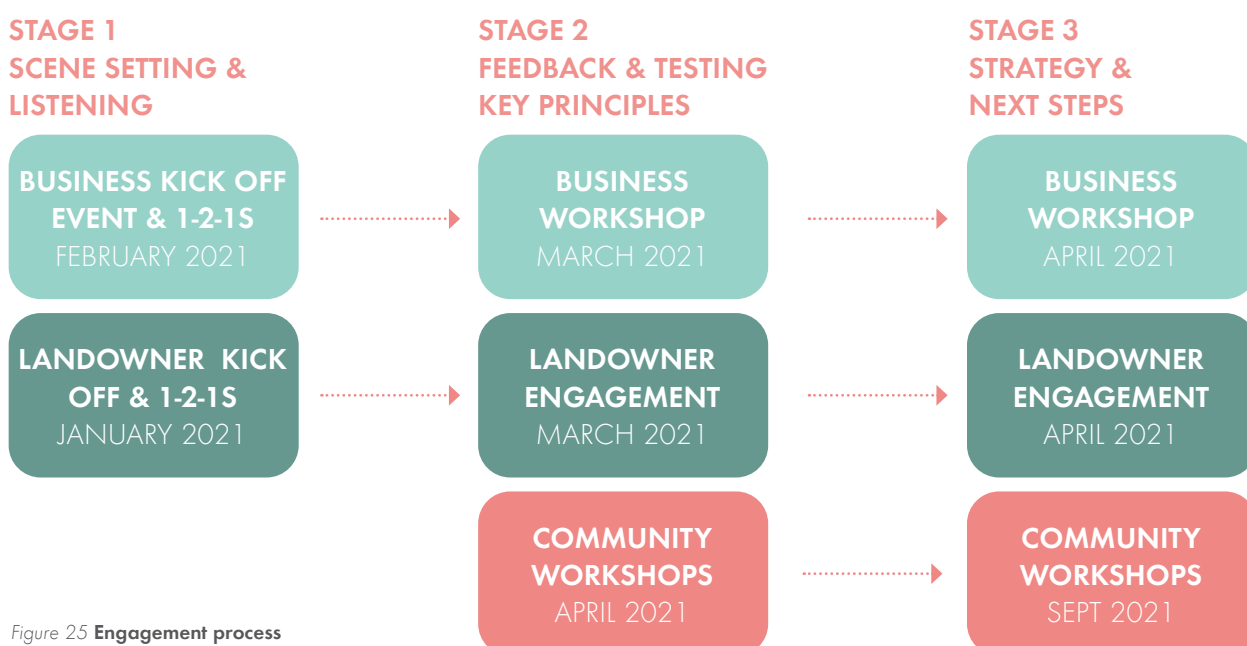 STAGE 1
SCENE SETTING &
LISTENING
STAGE 2
FEEDBACK & TESTING
KEY PRINCIPLES
STAGE 3
STRATEGY &
NEXT STEPS
BUSINESS KICK OFF
EVENT & 1-2-1S
FEBRUARY 2021
BUSINESS
WORKSHOP
MARCH 2021
BUSINESS
WORKSHOP
APRIL 2021
LANDOWNER KICK
OFF & 1-2-1S
JANUARY 2021
LANDOWNER
ENGAGEMENT
MARCH 2021
LANDOWNER
ENGAGEMENT
APRIL 2021
COMMUNITY
WORKSHOPS
APRIL 2021
COMMUNITY
WORKSHOPS
SEPT 2021
Figure 25 Engagement process